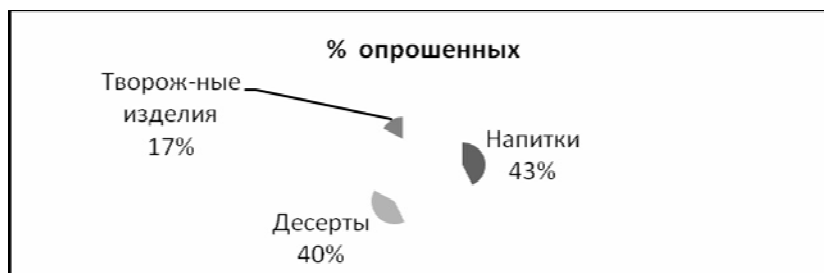 % опрошенных
Творож-ные
изделия
17%
Напитки
43%
Десерты
40%